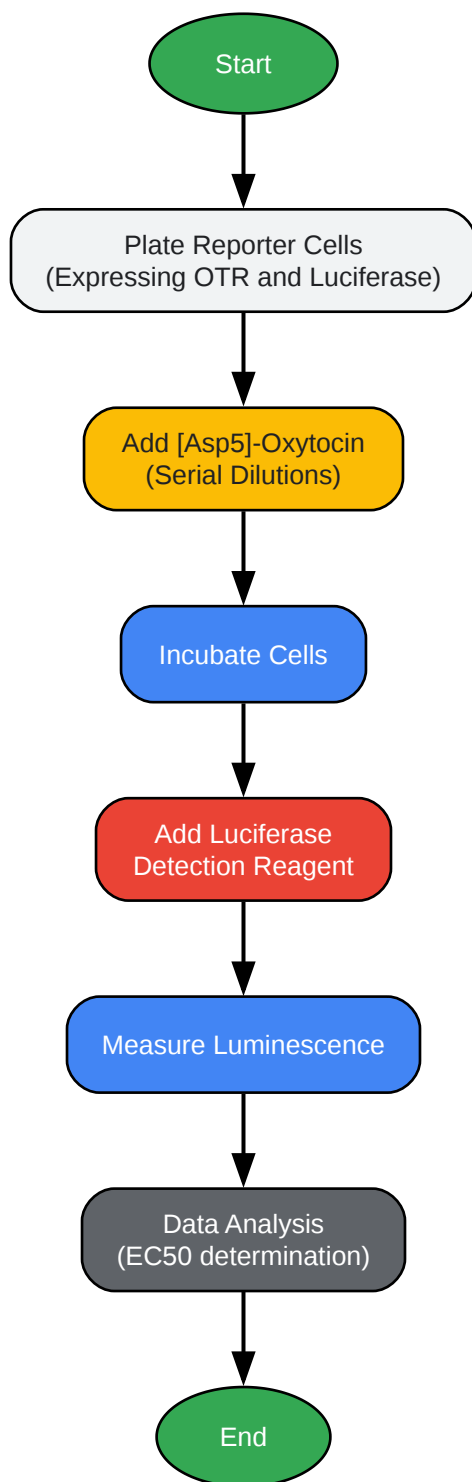 Start
Plate Reporter Cells
(Expressing OTR and Luciferase)
Add [Asp5]-Oxytocin
(Serial Dilutions)
Incubate Cells
Add Luciferase
Detection Reagent
Measure Luminescence
Data Analysis
(EC50 determination)
End